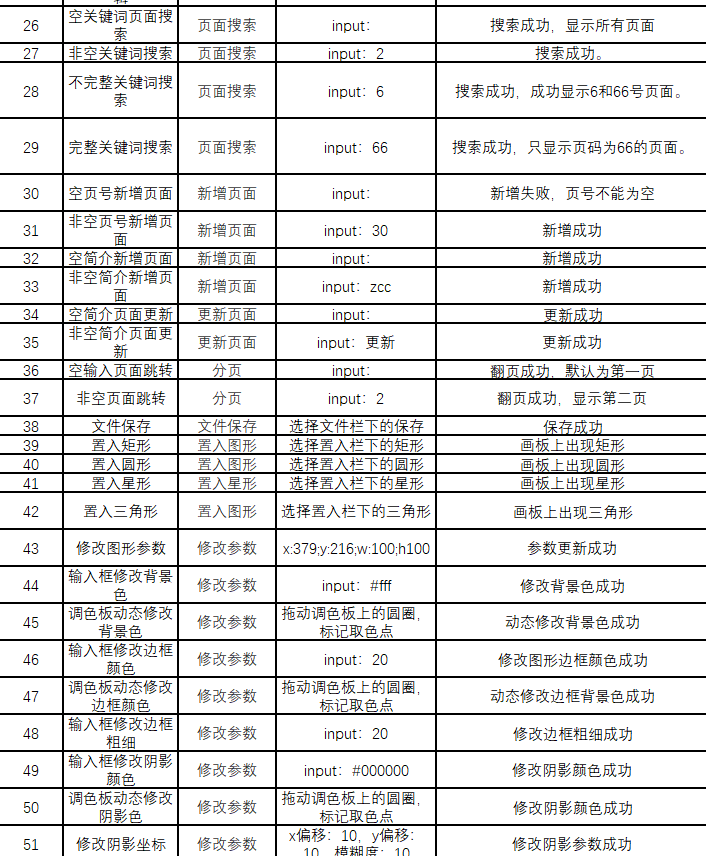 26 空关键词页面搜索 页面搜索 input: 搜索成功，显示所有页面
27 非空关键词搜索 页面搜索 input: 2 搜索成功。
28 不完整关键词搜索 页面搜索 input: 6 搜索成功，成功显示6和66号页面。
29 完整关键词搜索 页面搜索 input: 66 搜索成功，只显示页码为66的页面。
30 空页号新增页面 新增页面 input: 新增失败，页号不能为空
31 非空页号新增页面 新增页面 input: 30 新增成功
32 空简介新增页面 新增页面 input: 新增成功
33 非空简介新增页面 新增页面 input: zcc 新增成功
34 空简介页面更新 更新页面 input: 更新成功
35 非空简介页面更新 更新页面 input: 更新 更新成功
36 空输入页面跳转 分页 input: 翻页成功，默认为第一页
37 非空页面跳转 分页 input: 2 翻页成功，显示第二页
38 文件保存 文件保存 选择文件栏下的保存 保存成功
39 置入矩形 置入图形 选择置入栏下的矩形 画板上出现矩形
40 置入圆形 置入图形 选择置入栏下的圆形 画板上出现圆形
41 置入星形 置入星形 选择置入栏下的星形 画板上出现星形
42 置入三角形 置入图形 选择置入栏下的三角形 画板上出现三角形
43 修改图形参数 修改参数 x:379;y:216;w:100;h100 参数更新成功
44 输入框修改背景色 修改参数 input: #fff 修改背景色成功
45 调色板动态修改背景色 修改参数 拖动调色板上的圆圈，标记取色点 动态修改背景色成功
46 输入框修改边框颜色 修改参数 input: 20 修改图形边框颜色成功
47 调色板动态修改边框颜色 修改参数 拖动调色板上的圆圈，标记取色点 动态修改边框背景色成功
48 输入框修改边框粗细 修改参数 input: 20 修改边框粗细成功
49 输入框修改阴影颜色 修改参数 input: #000000 修改阴影颜色成功
50 调色板动态修改阴影色 修改参数 拖动调色板上的圆圈，标记取色点 修改阴影颜色成功
51 修改阴影坐标 修改参数 x偏移: 10, y偏移: 10, 模糊度: 10 修改阴影参数成功